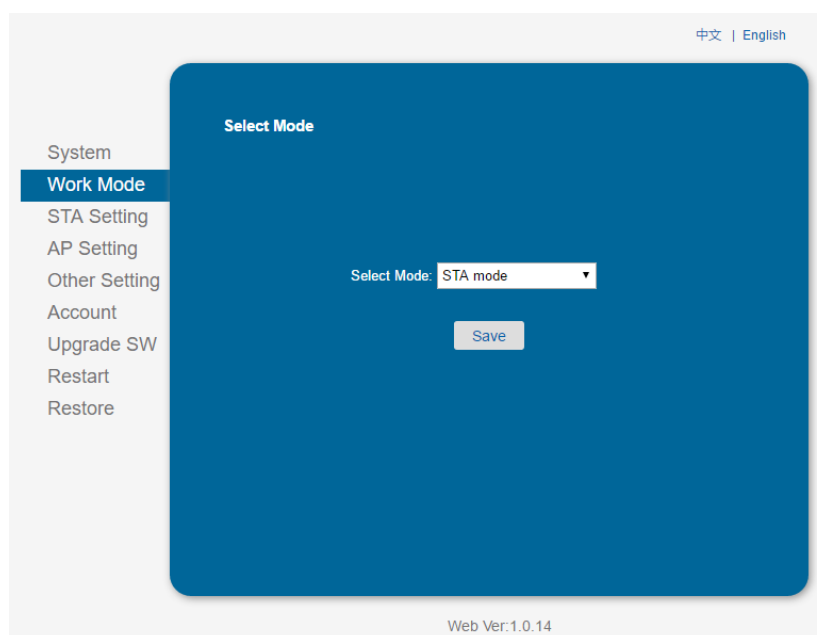 中文 | English
Select Mode
System
Work Mode
STA Setting
AP Setting
Other Setting
Account
Upgrade SW
Restart
Restore
Select Mode: STA mode
Save
Web Ver:1.0.14